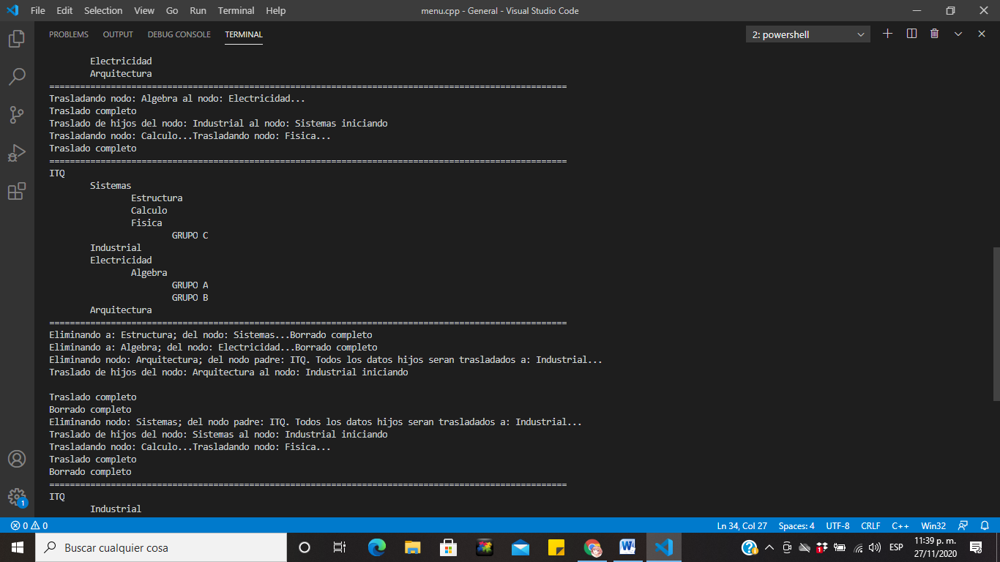 File Edit Selection View Go Run Terminal Help
menu.cpp - General - Visual Studio Code
PROBLEMS OUTPUT DEBUG CONSOLE TERMINAL
2: powershell
Electricidad
Arquitectura
=====================================================================================================
Trasladando nodo: Algebra al nodo: Electricidad...
Traslado completo
Traslado de hijos del nodo: Industrial al nodo: Sistemas iniciando
Trasladando nodo: Calculo...Trasladando nodo: Fisica...
Traslado completo
=====================================================================================================
ITQ
Sistemas
Estructura
Calculo
Fisica
GRUPO C
Industrial
Electricidad
Algebra
GRUPO A
GRUPO B
Arquitectura
=====================================================================================================
Eliminando a: Estructura; del nodo: Sistemas...Borrado completo
Eliminando a: Algebra; del nodo: Electricidad...Borrado completo
Eliminando nodo: Arquitectura; del nodo padre: ITQ. Todos los datos hijos seran trasladados a: Industrial...
Traslado de hijos del nodo: Arquitectura al nodo: Industrial iniciando
Traslado completo
Borrado completo
Eliminando nodo: Sistemas; del nodo padre: ITQ. Todos los datos hijos seran trasladados a: Industrial...
Traslado de hijos del nodo: Sistemas al nodo: Industrial iniciando
Trasladando nodo: Calculo...Trasladando nodo: Fisica...
Traslado completo
Borrado completo
=====================================================================================================
ITQ
Industrial
1
0 0
Ln 34, Col 27 Spaces: 4 UTF-8 CRLF C++ Win32
Buscar cualquier cosa
ESP
11:39 p. m.
27/11/2020